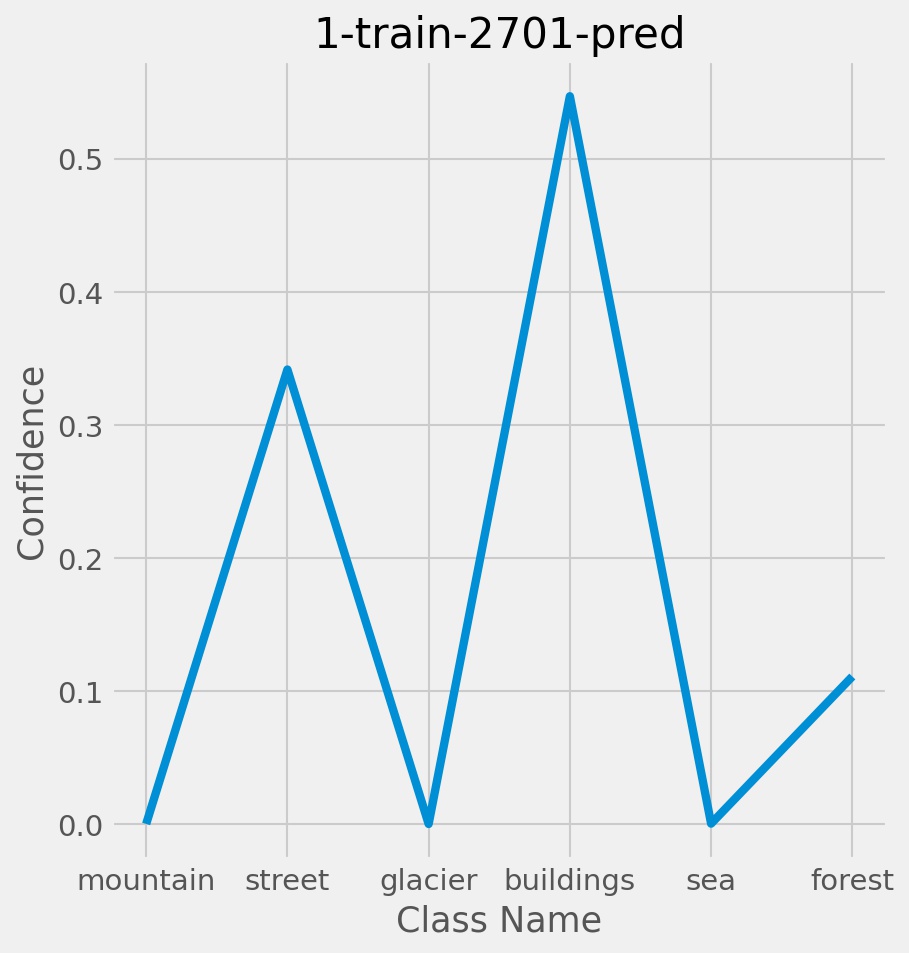 1-train-2701-pred
Confidence
0.5
0.4
0.3
0.2
0.1
0.0
mountain street glacier buildings sea forest
Class Name